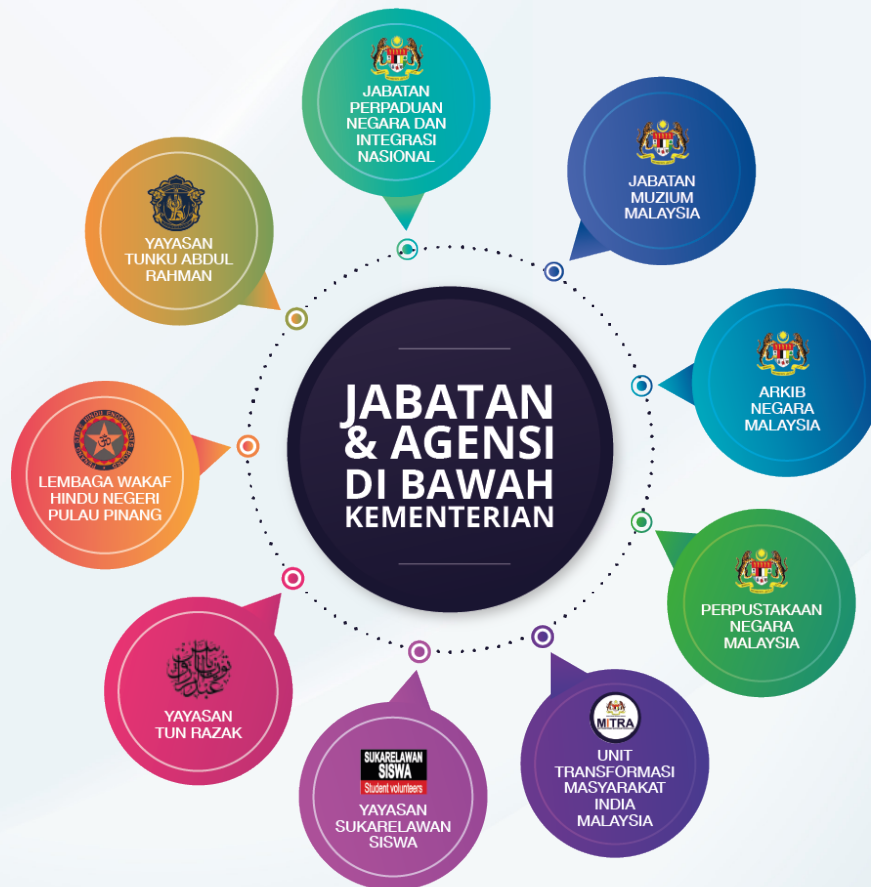 JABATAN
& AGENSI
DI BAWAH
KEMENTERIAN
JABATAN
PERPADUAN
NEGARA DAN
INTEGRASI
NASIONAL
JABATAN
MUZIUM
MALAYSIA
ARKIB
NEGARA
MALAYSIA
PERPUSTAKAAN
NEGARA
MALAYSIA
MITRA
UNIT
TRANSFORMASI
MASYARAKAT
INDIA
MALAYSIA
SUKARELAWAN
SISWA
Student volunteers
YAYASAN
SUKARELAWAN
SISWA
YAYASAN
TUN RAZAK
LEMBAGA WAKAF
HINDU NEGERI
PULAU PINANG
YAYASAN
TUNKU ABDUL
RAHMAN